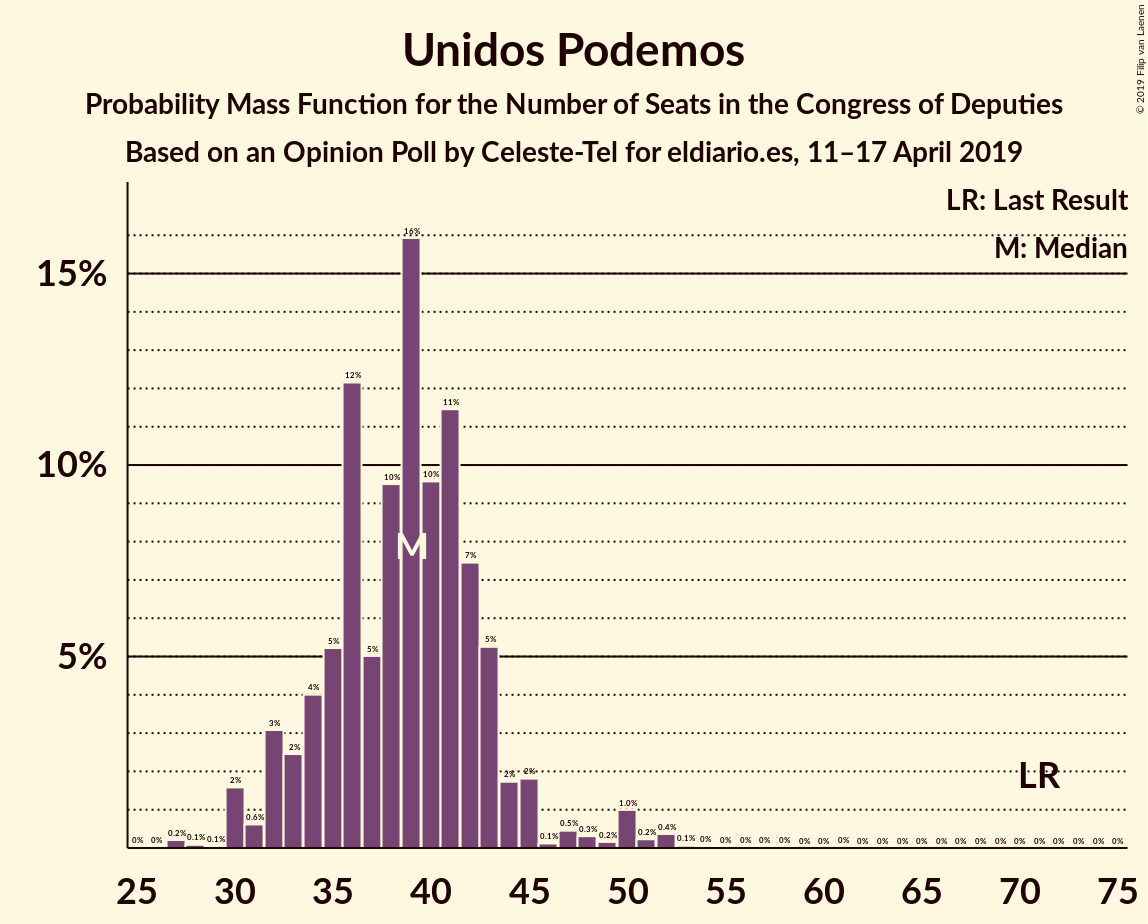 Unidos Podemos
Probability Mass Function for the Number of Seats in the Congress of Deputies
Based on an Opinion Poll by Celeste-Tel for eldiario.es, 11–17 April 2019
© 2019 Filip van Laenen
LR: Last Result
M: Median
15%
10%
5%
0% 0% 0.2% 0.1% 0.1% 2% 0.6% 3% 2% 4% 5% 12% 5% 10% 16% 10% 11% 7% 5% 2% 2% 0.1% 0.5% 0.3% 0.2% 1.0% 0.2% 0.4% 0.1% 0% 0% 0% 0% 0% 0% 0% 0% 0% 0% 0% 0% 0% 0% 0% 0% 0% 0% 0% 0% 0% 0%
M
LR
25 30 35 40 45 50 55 60 65 70 75